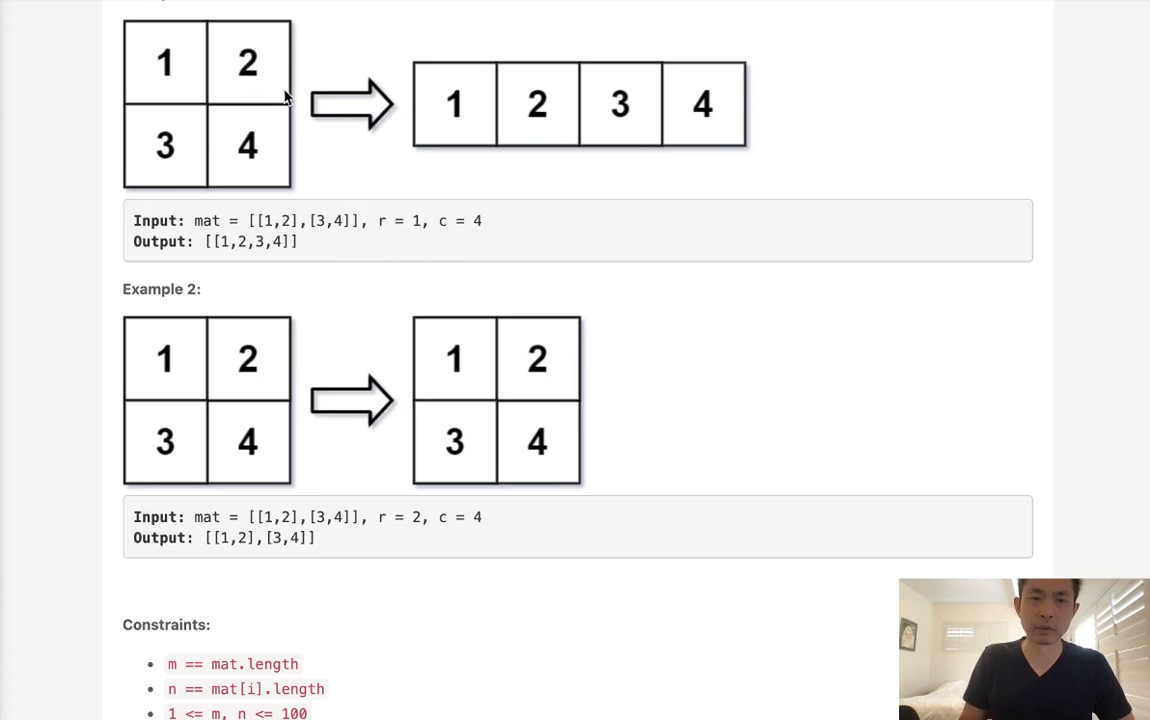 1 2 1 2 3 4
3 4
Input: mat = [[1,2],[3,4]], r = 1, c = 4
Output: [[1,2,3,4]]
Example 2:
1 2 1 2
3 4 3 4
Input: mat = [[1,2],[3,4]], r = 2, c = 4
Output: [[1,2],[3,4]]
Constraints:
m == mat.length
n == mat[i].length
1 <= m, n <= 100